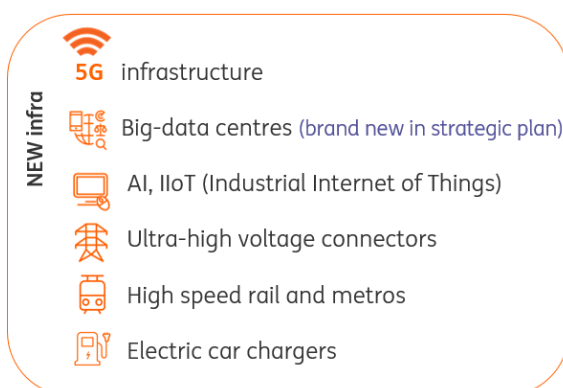 NEW infra
5G infrastructure
Big-data centres (brand new in strategic plan)
AI, IIoT (Industrial Internet of Things)
Ultra-high voltage connectors
High speed rail and metros
Electric car chargers